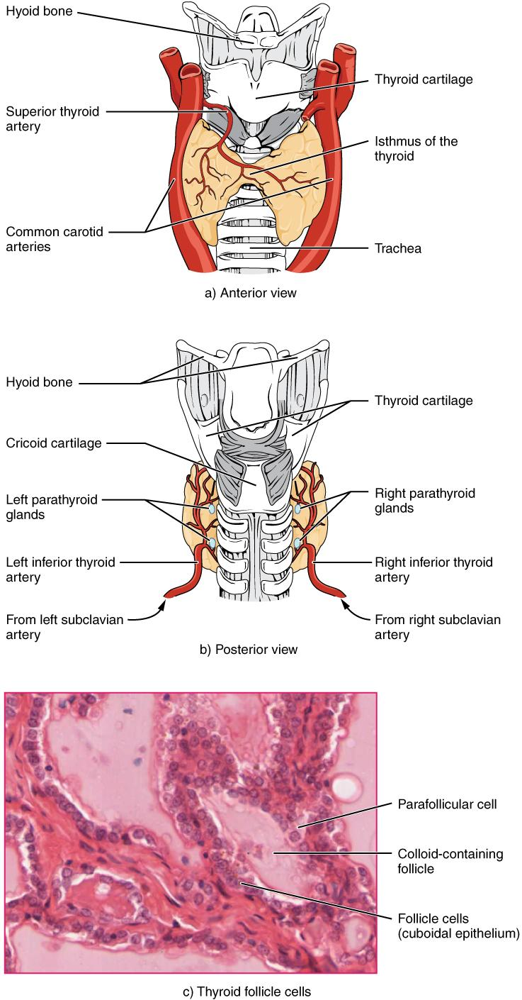 Hyoid bone
Thyroid cartilage
Superior thyroid
artery
Isthmus of the
thyroid
Common carotid
arteries
Trachea
a) Anterior view
Hyoid bone
Thyroid cartilage
Cricoid cartilage
Left parathyroid
glands
Right parathyroid
glands
Left inferior thyroid
artery
Right inferior thyroid
artery
From left subclavian
artery
From right subclavian
artery
b) Posterior view
Parafollicular cell
Colloid-containing
follicle
Follicle cells
(cuboidal epithelium)
c) Thyroid follicle cells